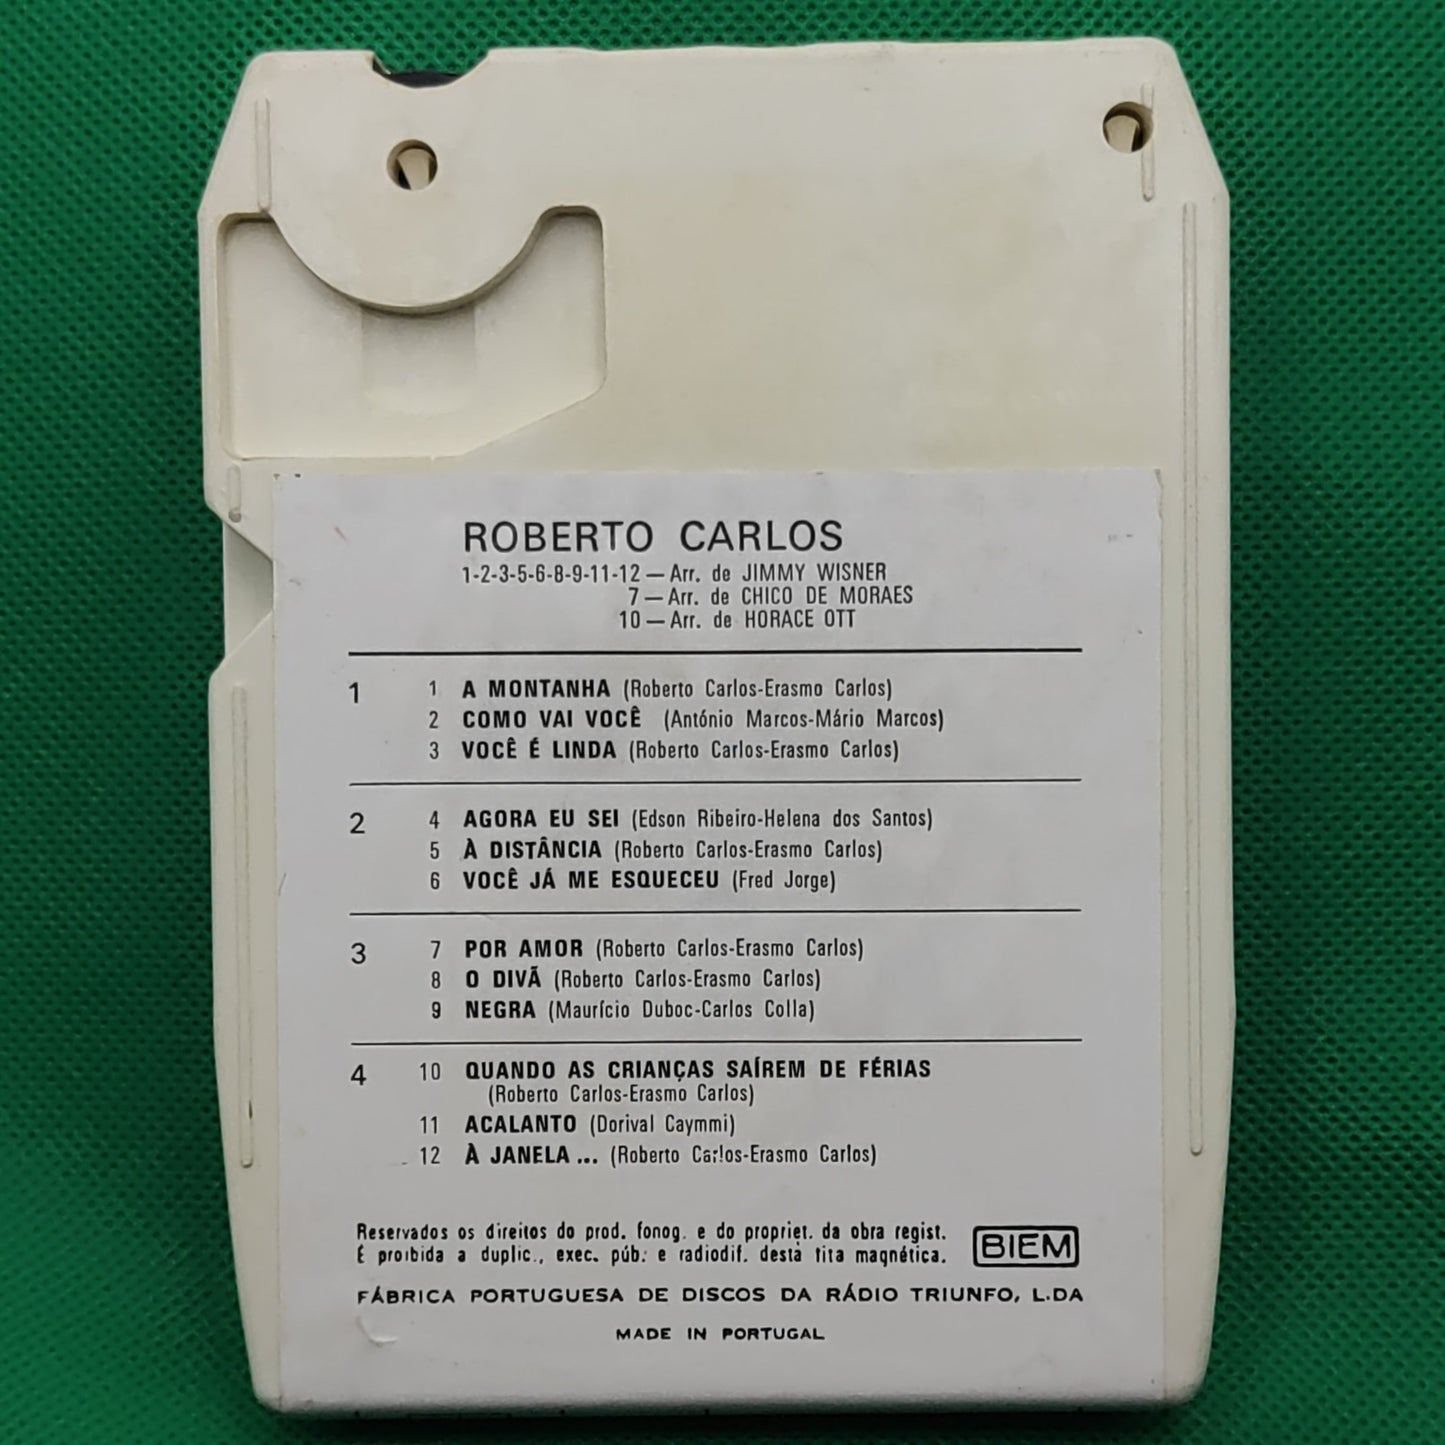 ROBERTO CARLOS
1-2-3-5-6-8-9-11-12 — Arr. de JIMMY WISNER
7 — Arr. de CHICO DE MORAES
10 — Arr. de HORACE OTT
1 1 A MONTANHA (Roberto Carlos-Erasmo Carlos)
2 COMO VAI VOCÊ (António Marcos-Mário Marcos)
3 VOCÊ É LINDA (Roberto Carlos-Erasmo Carlos)
2 4 AGORA EU SEI (Edson Ribeiro-Helena dos Santos)
5 À DISTÂNCIA (Roberto Carlos-Erasmo Carlos)
6 VOCÊ JÁ ME ESQUECEU (Fred Jorge)
3 7 POR AMOR (Roberto Carlos-Erasmo Carlos)
8 O DIVÃ (Roberto Carlos-Erasmo Carlos)
9 NEGRA (Maurício Duboc-Carlos Colla)
4 10 QUANDO AS CRIANÇAS SAÍREM DE FÉRIAS
(Roberto Carlos-Erasmo Carlos)
11 ACALANTO (Dorival Caymmi)
12 À JANELA ... (Roberto Carlos-Erasmo Carlos)
Reservados os direitos do prod. fonog. e do propriet. da obra regist.
É proibida a duplic., exec. púb. e radiodif. desta fita magnética.
BIEM
FÁBRICA PORTUGUESA DE DISCOS DA RÁDIO TRIUNFO, L.DA
MADE IN PORTUGAL